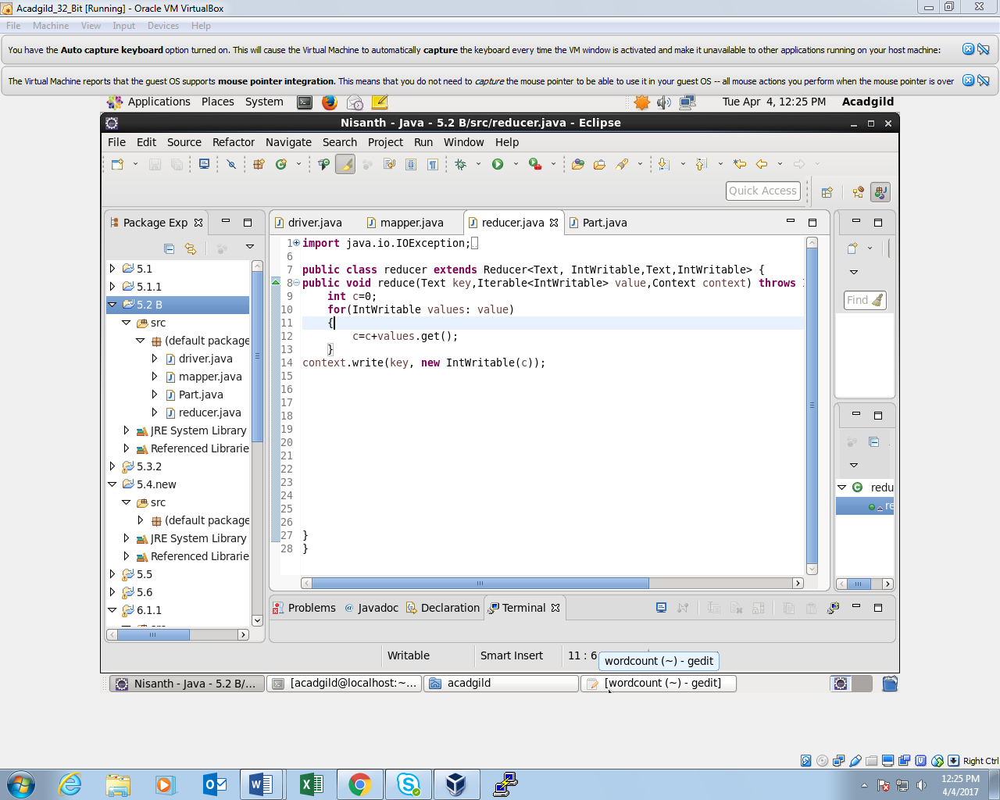 Acadgild_32_Bit [Running] - Oracle VM VirtualBox
File Machine View Input Devices Help
You have the Auto capture keyboard option turned on. This will cause the Virtual Machine to automatically capture the keyboard every time the VM window is activated and make it unavailable to other applications running on your host machine:
The Virtual Machine reports that the guest OS supports mouse pointer integration. This means that you do not need to capture the mouse pointer to be able to use it in your guest OS -- all mouse actions you perform when the mouse pointer is over
Applications Places System Tue Apr 4, 12:25 PM Acadgild
Nisanth - Java - 5.2 B/src/reducer.java - Eclipse
File Edit Source Refactor Navigate Search Project Run Window Help
Quick Access
Package Exp
5.1
5.1.1
5.2 B
src
(default package
driver.java
mapper.java
Part.java
reducer.java
JRE System Library
Referenced Librarie
5.3.2
5.4.new
src
(default package
JRE System Library
Referenced Librarie
5.5
5.6
6.1.1
driver.java mapper.java reducer.java Part.java
1 import java.io.IOException;
6
7 public class reducer extends Reducer<Text, IntWritable,Text,IntWritable> {
8 public void reduce(Text key,Iterable<IntWritable> value,Context context) throws
9 int c=0;
10 for(IntWritable values: value)
11 {
12 c=c+values.get();
13 }
14 context.write(key, new IntWritable(c));
15
16
17
18
19
20
21
22
23
24
25
26
27 }
28 }
Find
redu
re
Problems @ Javadoc Declaration Terminal
Writable Smart Insert 11 : 6
wordcount (~) - gedit
Nisanth - Java - 5.2 B/... [acadgild@localhost:~... acadgild [wordcount (~) - gedit]
Right Ctrl
12:25 PM
4/4/2017